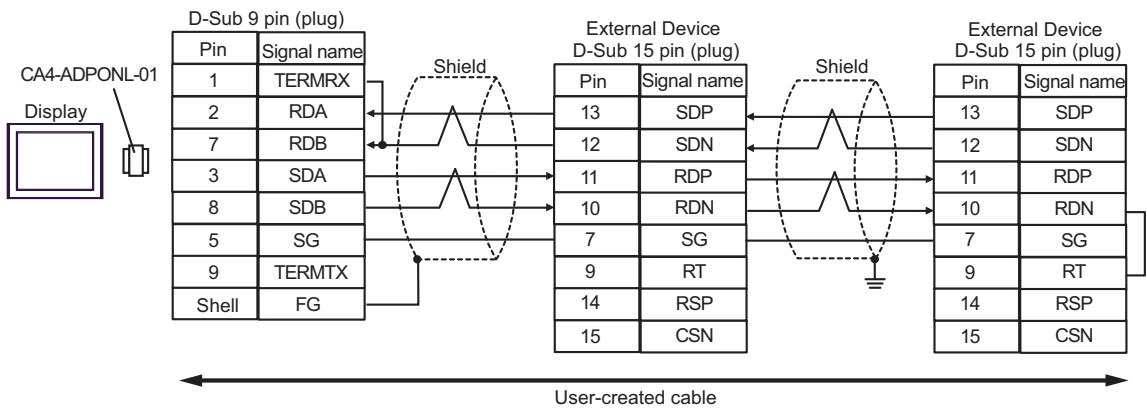 D-Sub 9 pin (plug)
External Device
D-Sub 15 pin (plug)
External Device
D-Sub 15 pin (plug)
CA4-ADPONL-01
Display
Shield
Shield
Pin Signal name
1 TERMRX
2 RDA
7 RDB
3 SDA
8 SDB
5 SG
9 TERMTX
Shell FG
Pin Signal name
13 SDP
12 SDN
11 RDP
10 RDN
7 SG
9 RT
14 RSP
15 CSN
Pin Signal name
13 SDP
12 SDN
11 RDP
10 RDN
7 SG
9 RT
14 RSP
15 CSN
User-created cable